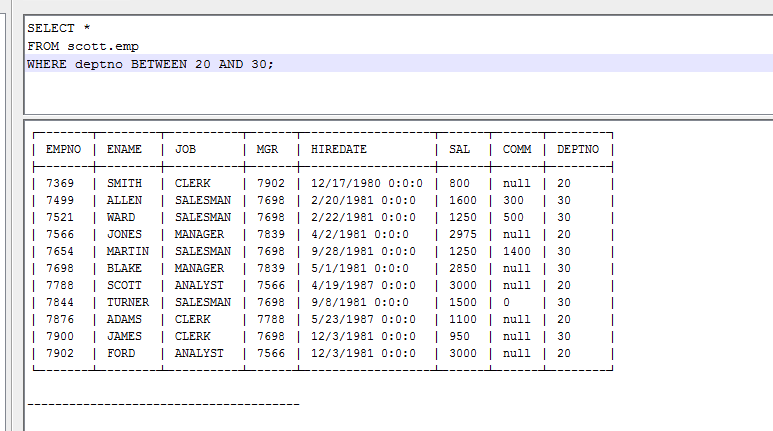 SELECT *
FROM scott.emp
WHERE deptno BETWEEN 20 AND 30;
EMPNO | ENAME | JOB | MGR | HIREDATE | SAL | COMM | DEPTNO
7369 | SMITH | CLERK | 7902 | 12/17/1980 0:0:0 | 800 | null | 20
7499 | ALLEN | SALESMAN | 7698 | 2/20/1981 0:0:0 | 1600 | 300 | 30
7521 | WARD | SALESMAN | 7698 | 2/22/1981 0:0:0 | 1250 | 500 | 30
7566 | JONES | MANAGER | 7839 | 4/2/1981 0:0:0 | 2975 | null | 20
7654 | MARTIN | SALESMAN | 7698 | 9/28/1981 0:0:0 | 1250 | 1400 | 30
7698 | BLAKE | MANAGER | 7839 | 5/1/1981 0:0:0 | 2850 | null | 30
7788 | SCOTT | ANALYST | 7566 | 4/19/1987 0:0:0 | 3000 | null | 20
7844 | TURNER | SALESMAN | 7698 | 9/8/1981 0:0:0 | 1500 | 0 | 30
7876 | ADAMS | CLERK | 7788 | 5/23/1987 0:0:0 | 1100 | null | 20
7900 | JAMES | CLERK | 7698 | 12/3/1981 0:0:0 | 950 | null | 30
7902 | FORD | ANALYST | 7566 | 12/3/1981 0:0:0 | 3000 | null | 20